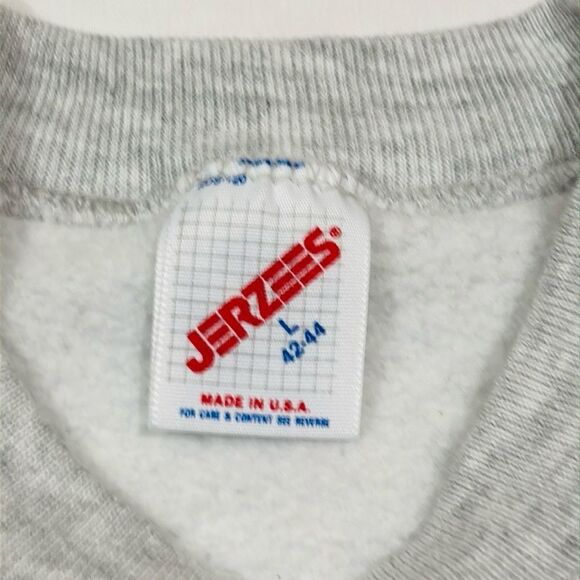 JERZEES®
L
42-44
MADE IN U.S.A.
FOR CARE & CONTENT SEE REVERSE